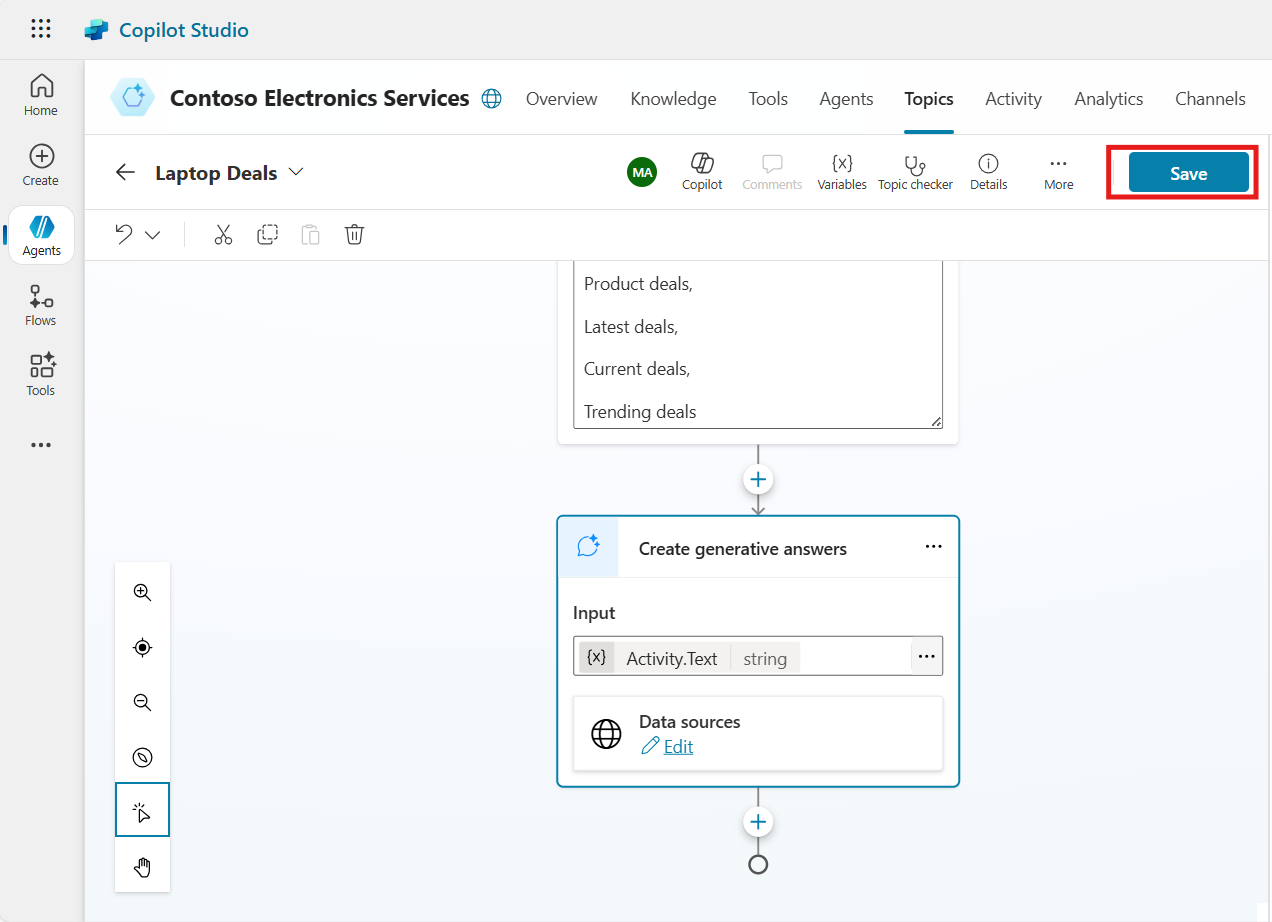 Copilot Studio
Home
Create
Agents
Flows
Tools
Contoso Electronics Services
Overview
Knowledge
Tools
Agents
Topics
Activity
Analytics
Channels
Laptop Deals
MA
Copilot
Comments
{x}
Variables
Topic checker
Details
More
Save
Product deals,
Latest deals,
Current deals,
Trending deals
Create generative answers
Input
{x} Activity.Text string
Data sources
Edit